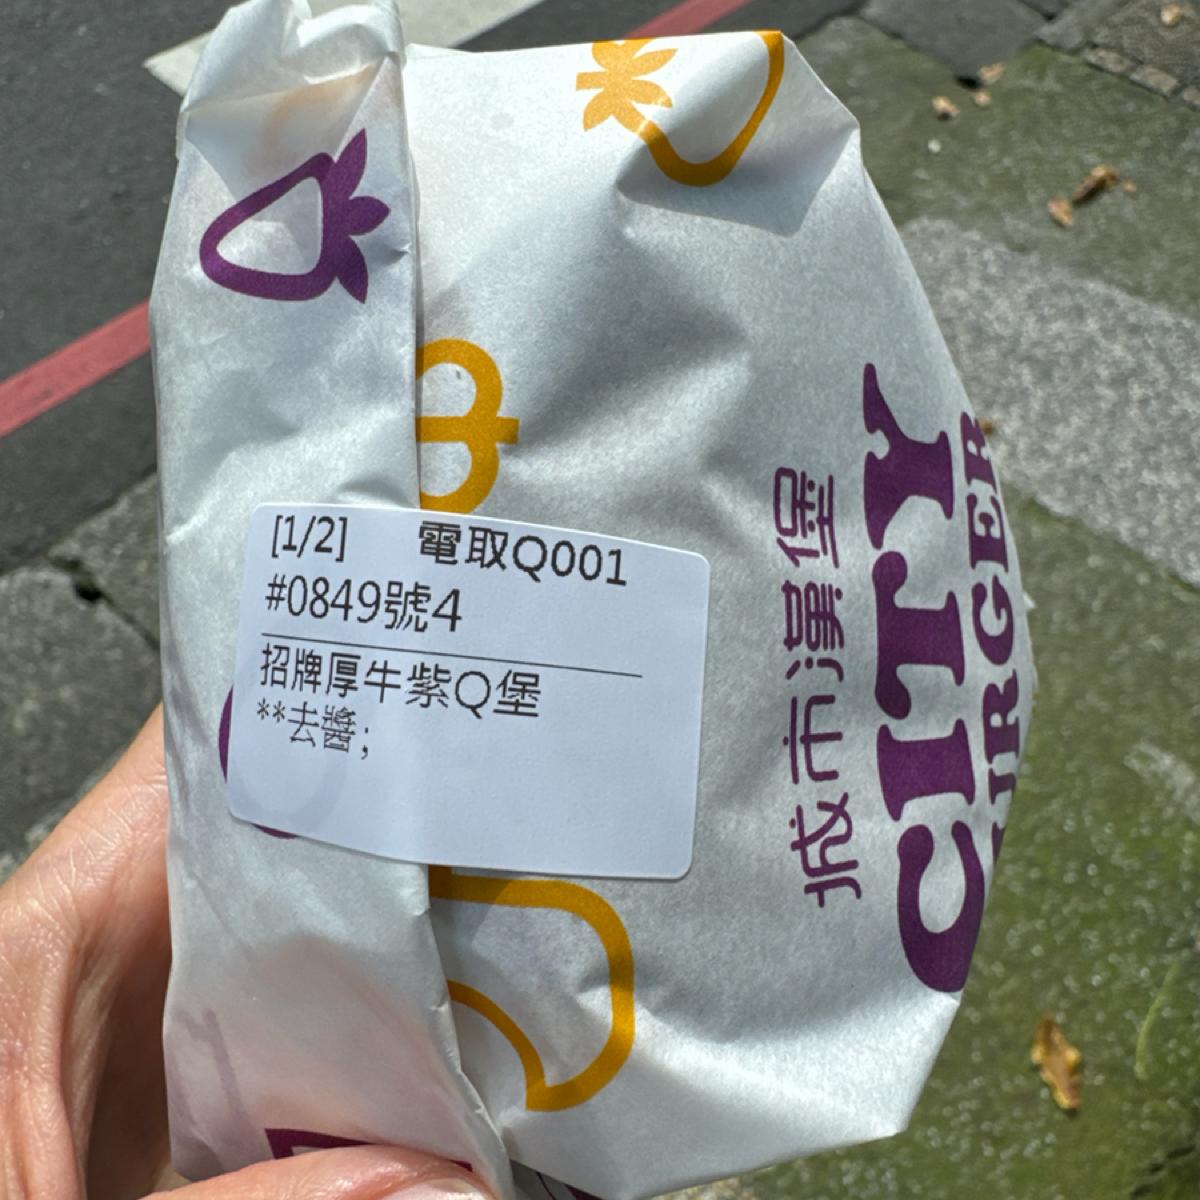 [1/2] 電取Q001
#0849號4
招牌厚牛紫Q堡
**去醬;
城市漢堡
CITY
BURGER